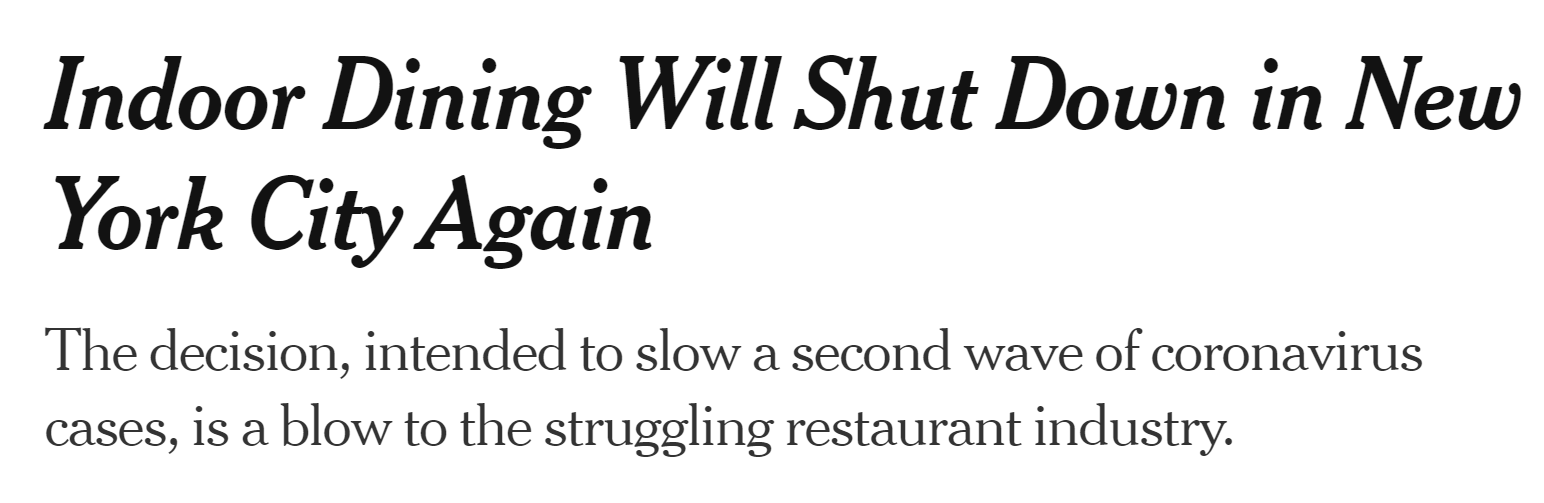 Indoor Dining Will Shut Down in New
York City Again
The decision, intended to slow a second wave of coronavirus
cases, is a blow to the struggling restaurant industry.